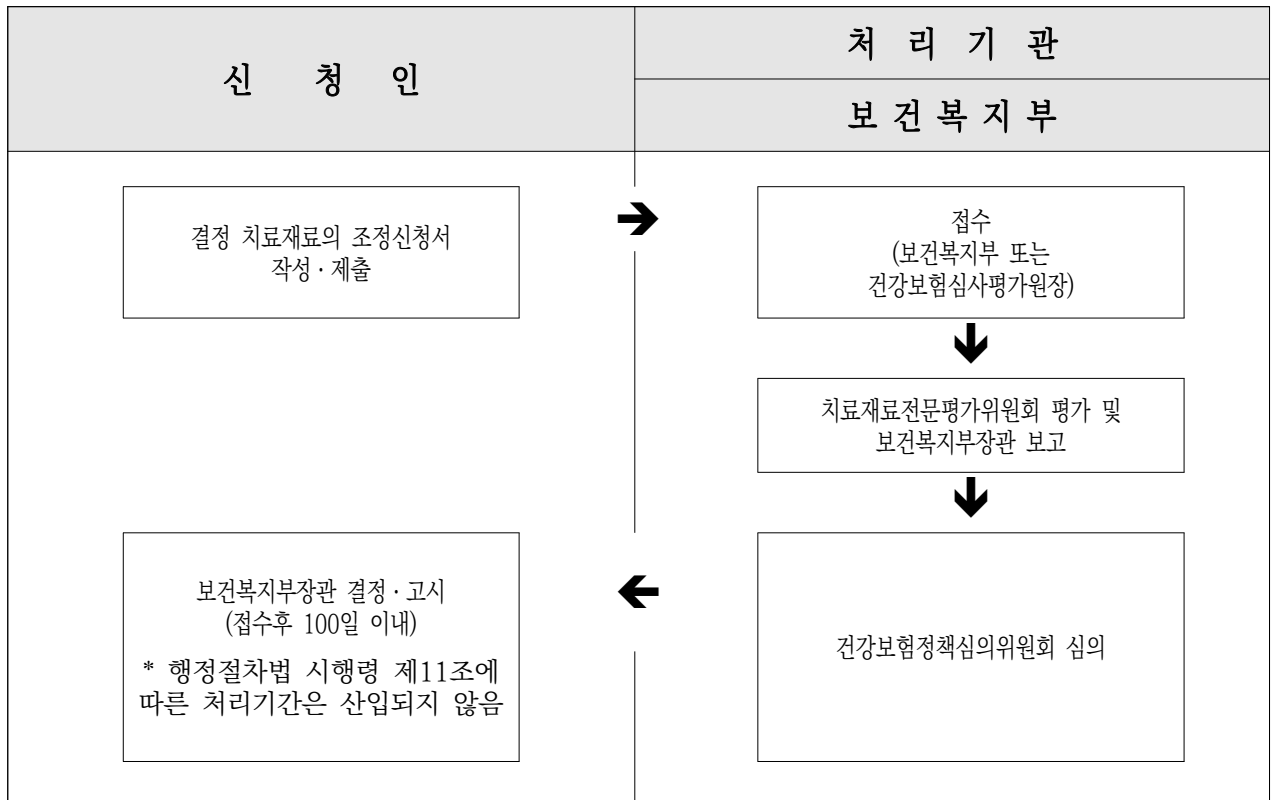 신 청 인
처 리 기 관
보 건 복 지 부
결정 치료재료의 조정신청서
작성·제출
➔
접수
(보건복지부 또는
건강보험심사평가원장)
치료재료전문평가위원회 평가 및
보건복지부장관 보고
건강보험정책심의위원회 심의
보건복지부장관 결정·고시
(접수후 100일 이내)
* 행정절차법 시행령 제11조에
따른 처리기간은 산입되지 않음